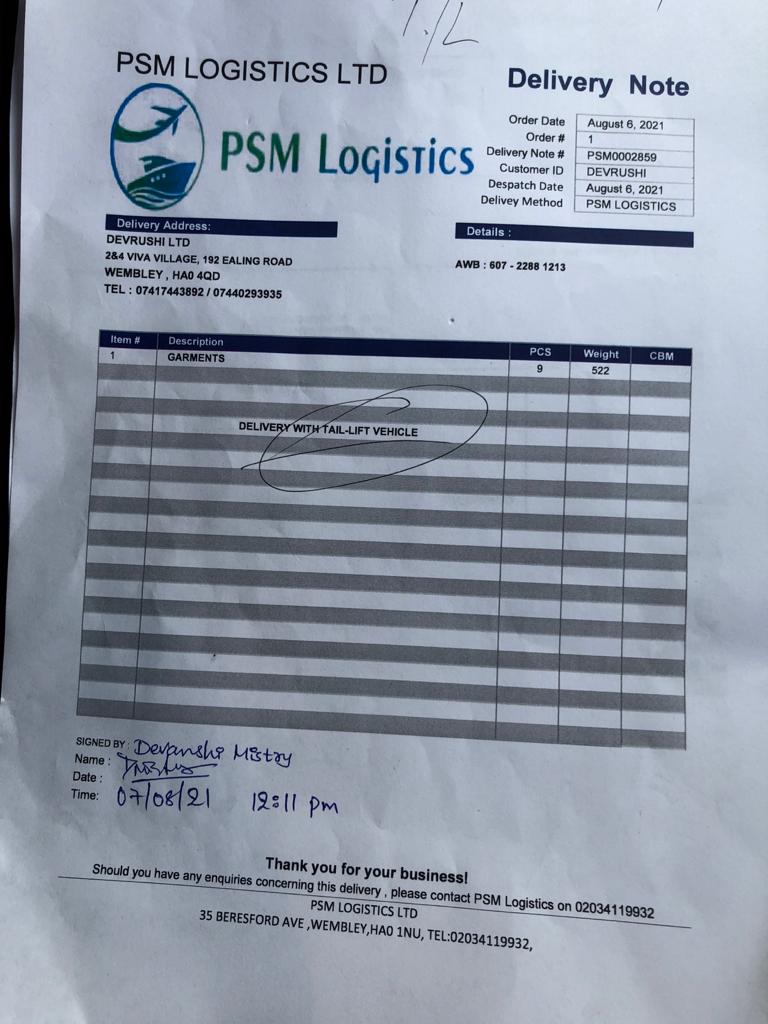 T/L
PSM LOGISTICS LTD
Delivery Note
PSM Logistics
Order Date August 6, 2021
Order # 1
Delivery Note # PSM0002859
Customer ID DEVRUSHI
Despatch Date August 6, 2021
Delivey Method PSM LOGISTICS
Delivery Address:
DEVRUSHI LTD
2&4 VIVA VILLAGE, 192 EALING ROAD
WEMBLEY , HA0 4QD
TEL : 07417443892 / 07440293935
Details :
AWB : 607 - 2288 1213
Item # Description PCS Weight CBM
1 GARMENTS 9 522
DELIVERY WITH TAIL-LIFT VEHICLE
SIGNED BY : Devanshi Mistry
Name :
Date :
Time: 07/08/21 12:11 pm
Thank you for your business!
Should you have any enquiries concerning this delivery , please contact PSM Logistics on 02034119932
PSM LOGISTICS LTD
35 BERESFORD AVE ,WEMBLEY,HA0 1NU, TEL:02034119932,